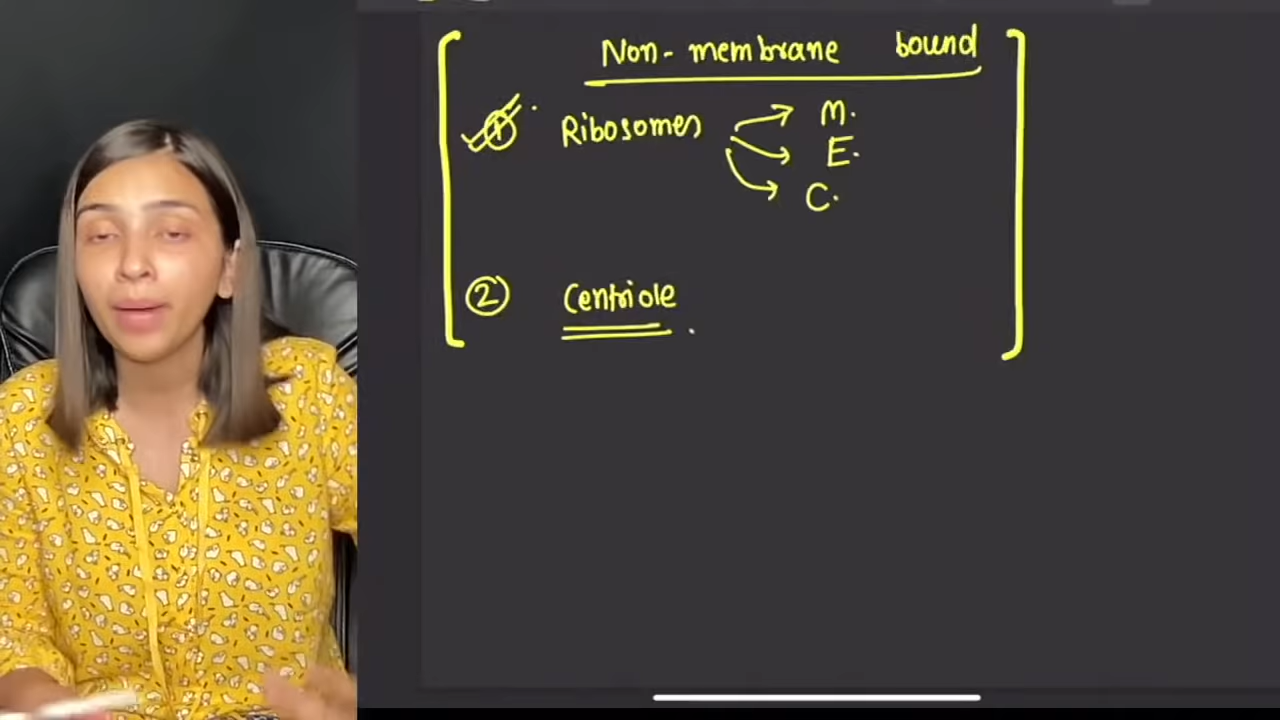 Non-membrane bound
① Ribosomes → M.
→ E.
→ C.
② Centriole